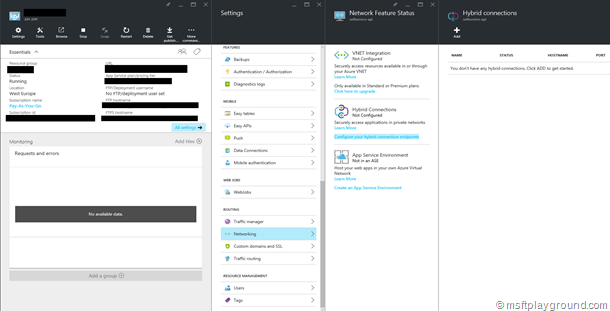 Settings
Tools
Browse
Stop
Swap
Restart
Delete
Get publish...
More comman...
Essentials
Resource group
URL
Status
Running
App Service plan/pricing tier
Location
West Europe
FTP/Deployment username
No FTP/deployment user set
Subscription name
Pay-As-You-Go
FTP hostname
Subscription id
FTPS hostname
All settings
Monitoring
Add tiles
Requests and errors
No available data.
Add a group
Settings
FEATURES
Backups
Authentication / Authorization
Diagnostics logs
MOBILE
Easy tables
Easy APIs
Push
Data Connections
Mobile authentication
WEB JOBS
WebJobs
ROUTING
Traffic manager
Networking
Custom domains and SSL
Traffic routing
RESOURCE MANAGEMENT
Users
Tags
Network Feature Status
VNET Integration
Not Configured
Securely access resources available in or through
your Azure VNET
Learn More
Only available in Standard or Premium plans
Click here to upgrade
Hybrid Connections
Not Configured
Securely access applications in private networks
Learn More
Configure your hybrid connection endpoints
App Service Environment
Not in an ASE
Host your web apps in your own Azure Virtual
Network
Learn More
Create an App Service Environment
Hybrid connections
Add
NAME STATUS HOSTNAME PORT
You don't have any hybrid connections. Click ADD to get started.
© msftplayground.com